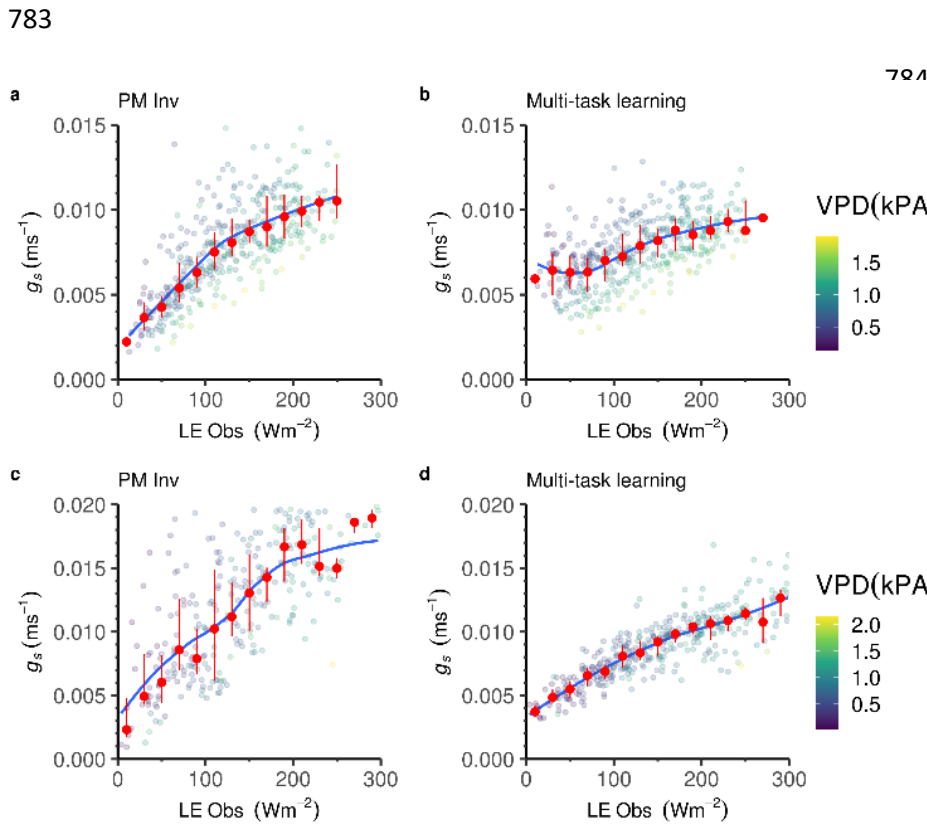 783
784
a PM Inv
b Multi-task learning
0.015
0.010
0.005
0.000
gs (ms⁻¹)
0 100 200 300
LE Obs (Wm⁻²)
0.015
0.010
0.005
0.000
gs (ms⁻¹)
0 100 200 300
LE Obs (Wm⁻²)
VPD(kPA
1.5
1.0
0.5
c PM Inv
d Multi-task learning
0.020
0.015
0.010
0.005
0.000
gs (ms⁻¹)
0 100 200 300
LE Obs (Wm⁻²)
0.020
0.015
0.010
0.005
0.000
gs (ms⁻¹)
0 100 200 300
LE Obs (Wm⁻²)
VPD(kPA
2.0
1.5
1.0
0.5